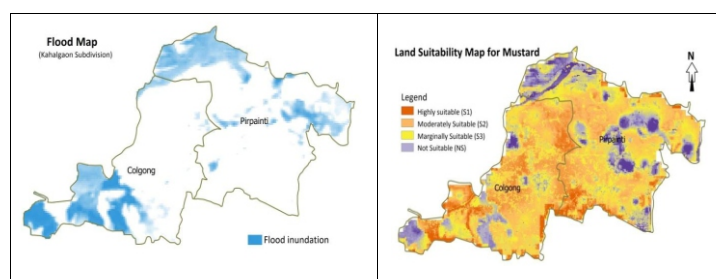 Flood Map
(Kahalgaon Subdivision)
Pirpainti
Colgong
Flood inundation
Land Suitability Map for Mustard
N
Legend
Highly suitable (S1)
Moderately Suitable (S2)
Marginally Suitable (S3)
Not Suitable (NS)
Pirpainti
Colgong